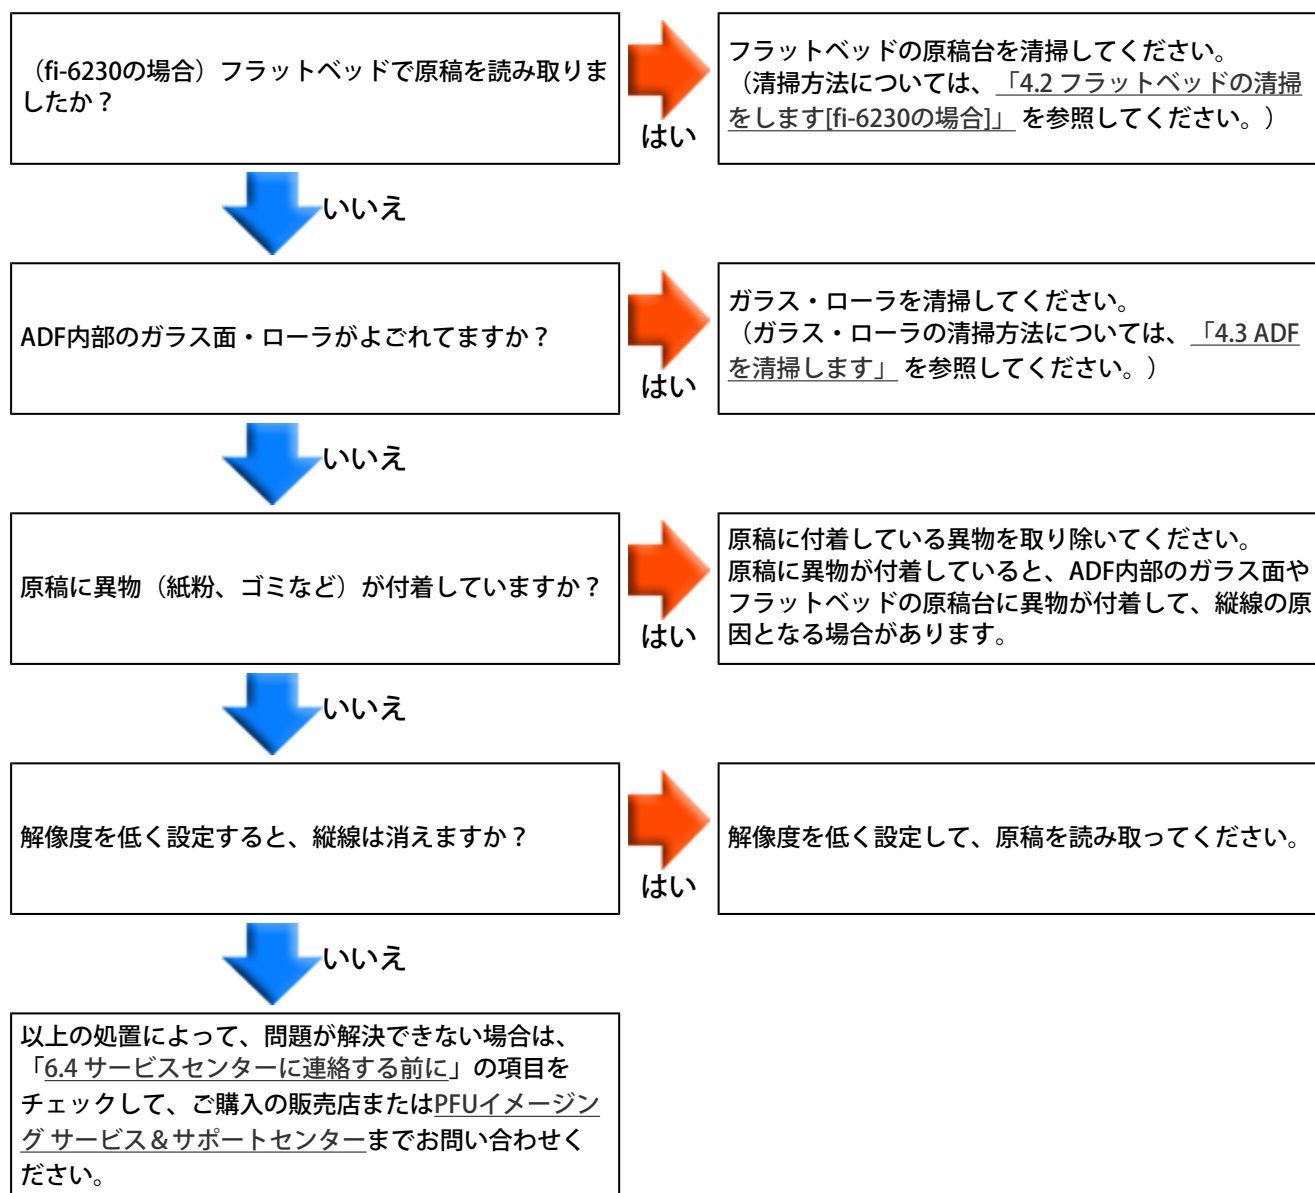 （fi-6230の場合）フラットベッドで原稿を読み取りま
したか？
はい
フラットベッドの原稿台を清掃してください。
（清掃方法については、「4.2 フラットベッドの清掃
をします[fi-6230の場合]」 を参照してください。）
いいえ
ADF内部のガラス面・ローラがよごれてますか？
はい
ガラス・ローラを清掃してください。
（ガラス・ローラの清掃方法については、「4.3 ADF
を清掃します」 を参照してください。）
いいえ
原稿に異物（紙粉、ゴミなど）が付着していますか？
はい
原稿に付着している異物を取り除いてください。
原稿に異物が付着していると、ADF内部のガラス面や
フラットベッドの原稿台に異物が付着して、縦線の原
因となる場合があります。
いいえ
解像度を低く設定すると、縦線は消えますか？
はい
解像度を低く設定して、原稿を読み取ってください。
いいえ
以上の処置によって、問題が解決できない場合は、
「6.4 サービスセンターに連絡する前に」の項目を
チェックして、ご購入の販売店またはPFUイメージン
グ サービス＆サポートセンターまでお問い合わせく
ださい。